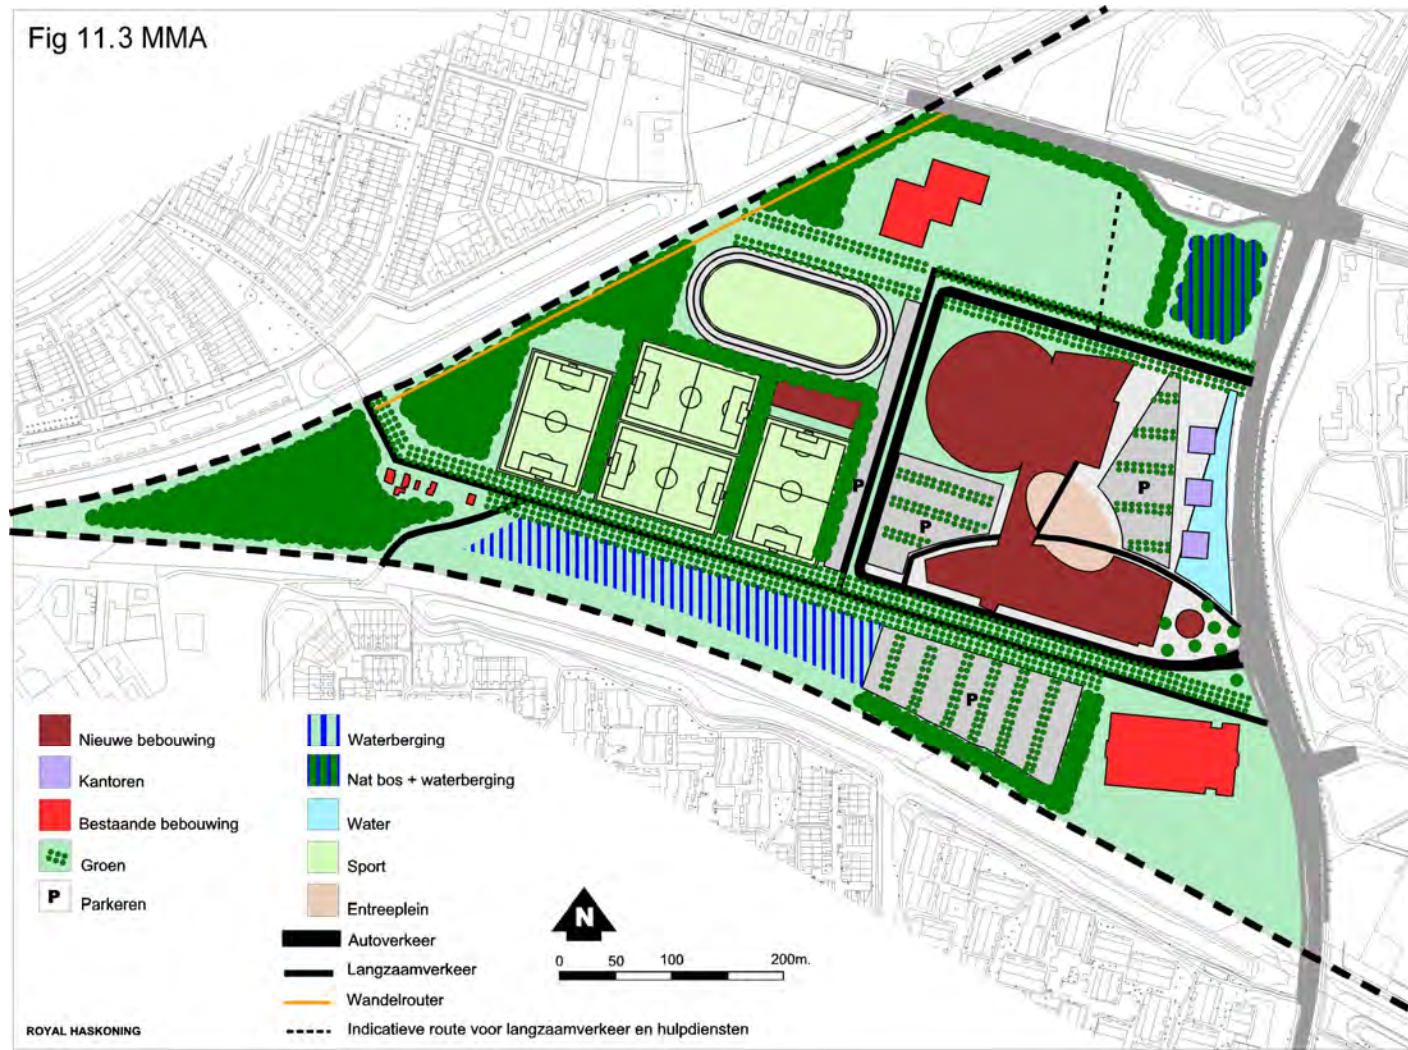 Fig 11.3 MMA
P
P
P
P
Nieuwe bebouwing
Kantoren
Bestaande bebouwing
Groen
P Parkeren
Waterberging
Nat bos + waterberging
Water
Sport
Entreeplein
Autoverkeer
Langzaamverkeer
Wandelrouter
Indicatieve route voor langzaamverkeer en hulpdiensten
N
0 50 100 200m.
ROYAL HASKONING